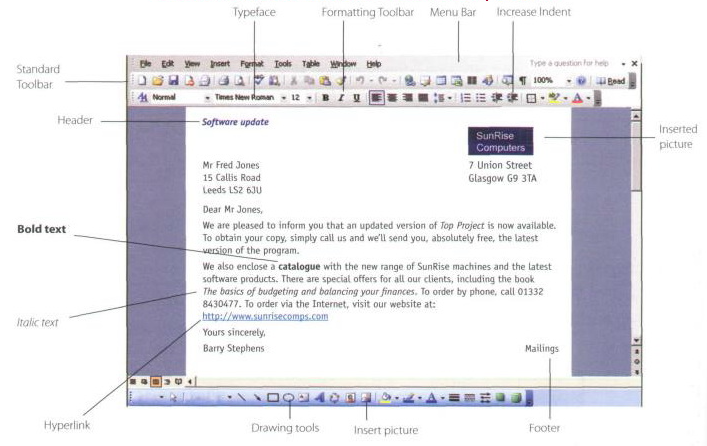 Typeface
Formatting Toolbar
Menu Bar
Increase Indent
Standard
Toolbar
File Edit View Insert Format Tools Table Window Help
Type a question for help
100% Read
Normal Times New Roman 12 B I U
Header
Software update
SunRise
Computers
Inserted
picture
Mr Fred Jones
15 Callis Road
Leeds LS2 6JU
7 Union Street
Glasgow G9 3TA
Dear Mr Jones,
Bold text
We are pleased to inform you that an updated version of Top Project is now available.
To obtain your copy, simply call us and we'll send you, absolutely free, the latest
version of the program.
We also enclose a catalogue with the new range of SunRise machines and the latest
software products. There are special offers for all our clients, including the book
The basics of budgeting and balancing your finances. To order by phone, call 01332
8430477. To order via the Internet, visit our website at:
http://www.sunrisecomps.com
Italic text
Yours sincerely,
Barry Stephens
Mailings
Hyperlink
Drawing tools
Insert picture
Footer